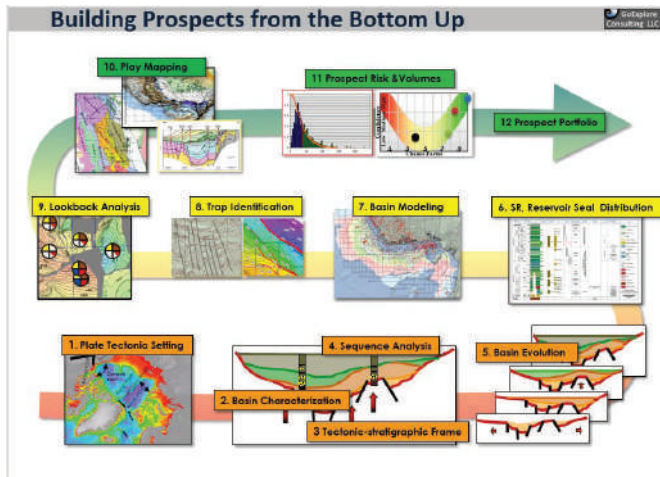 Building Prospects from the Bottom Up
GoExplore
Consulting LLC
10. Play Mapping
11 Prospect Risk &Volumes
12 Prospect Portfolio
9. Lookback Analysis
8. Trap Identification
7. Basin Modeling
6. SR, Reservoir Seal Distribution
1. Plate Tectonic Setting
4. Sequence Analysis
5. Basin Evolution
2. Basin Characterization
3 Tectonic-stratigraphic Frame